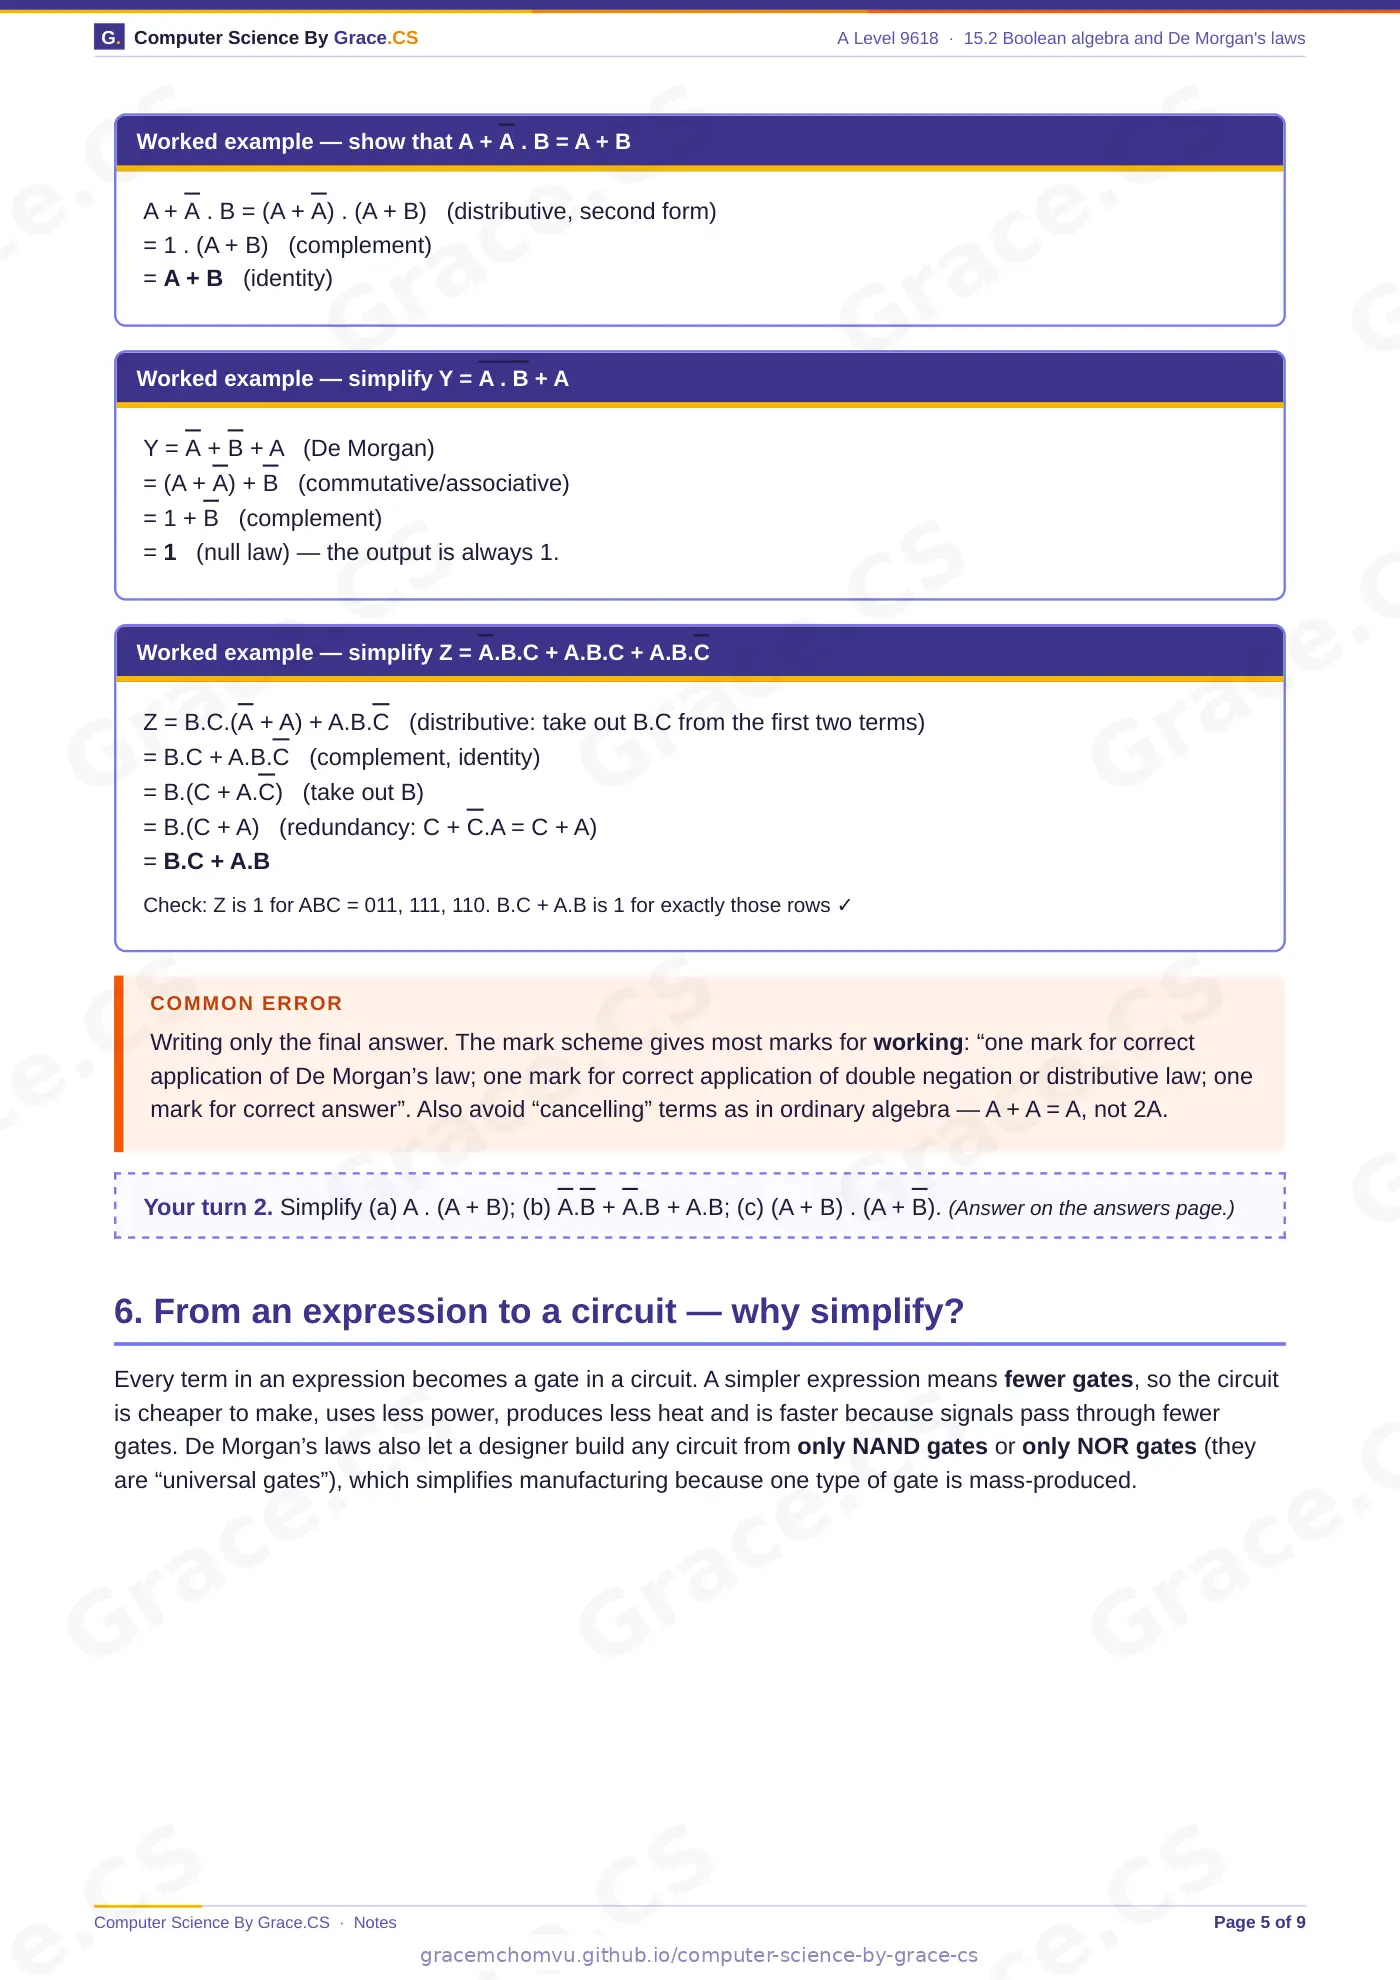 G. Computer Science By Grace.CS
A Level 9618 · 15.2 Boolean algebra and De Morgan's laws
Worked example — show that A + A̅ . B = A + B
A + A̅ . B = (A + A̅) . (A + B) (distributive, second form)
= 1 . (A + B) (complement)
= A + B (identity)
Worked example — simplify Y = A̅ ̅.̅ ̅B̅ + A
Y = A̅ + B̅ + A (De Morgan)
= (A + A̅) + B̅ (commutative/associative)
= 1 + B̅ (complement)
= 1 (null law) — the output is always 1.
Worked example — simplify Z = A̅.B.C + A.B.C + A.B.C̅
Z = B.C.(A̅ + A) + A.B.C̅ (distributive: take out B.C from the first two terms)
= B.C + A.B.C̅ (complement, identity)
= B.(C + A.C̅) (take out B)
= B.(C + A) (redundancy: C + C̅.A = C + A)
= B.C + A.B
Check: Z is 1 for ABC = 011, 111, 110. B.C + A.B is 1 for exactly those rows ✓
COMMON ERROR
Writing only the final answer. The mark scheme gives most marks for working: “one mark for correct
application of De Morgan’s law; one mark for correct application of double negation or distributive law; one
mark for correct answer”. Also avoid “cancelling” terms as in ordinary algebra — A + A = A, not 2A.
Your turn 2. Simplify (a) A . (A + B); (b) A̅.B̅ + A̅.B + A.B; (c) (A + B) . (A + B̅). (Answer on the answers page.)
6. From an expression to a circuit — why simplify?
Every term in an expression becomes a gate in a circuit. A simpler expression means fewer gates, so the circuit
is cheaper to make, uses less power, produces less heat and is faster because signals pass through fewer
gates. De Morgan’s laws also let a designer build any circuit from only NAND gates or only NOR gates (they
are “universal gates”), which simplifies manufacturing because one type of gate is mass-produced.
Computer Science By Grace.CS · Notes
Page 5 of 9
gracemchomvu.github.io/computer-science-by-grace-cs